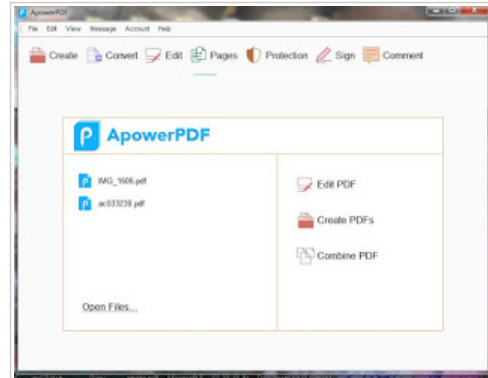 ApowerPDF
File Edit View Message Account Help
Create Convert Edit Pages Protection Sign Comment
ApowerPDF
IMG_1606.pdf
ac033238.pdf
Edit PDF
Create PDFs
Combine PDF
Open Files...